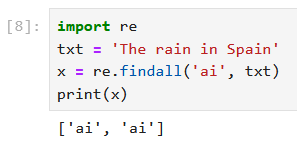 [8]: import re
txt = 'The rain in Spain'
x = re.findall('ai', txt)
print(x)
['ai', 'ai']